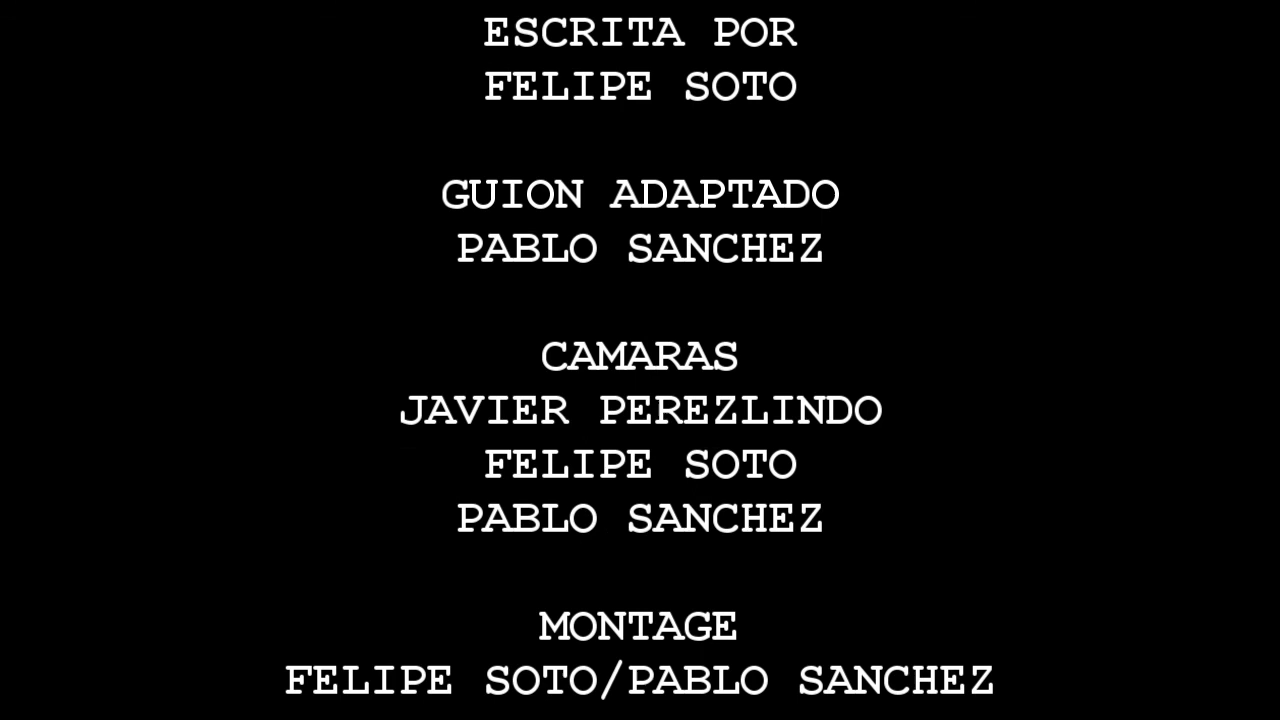 ESCRITA POR
FELIPE SOTO
GUION ADAPTADO
PABLO SANCHEZ
CAMARAS
JAVIER PEREZLINDO
FELIPE SOTO
PABLO SANCHEZ
MONTAGE
FELIPE SOTO/PABLO SANCHEZ